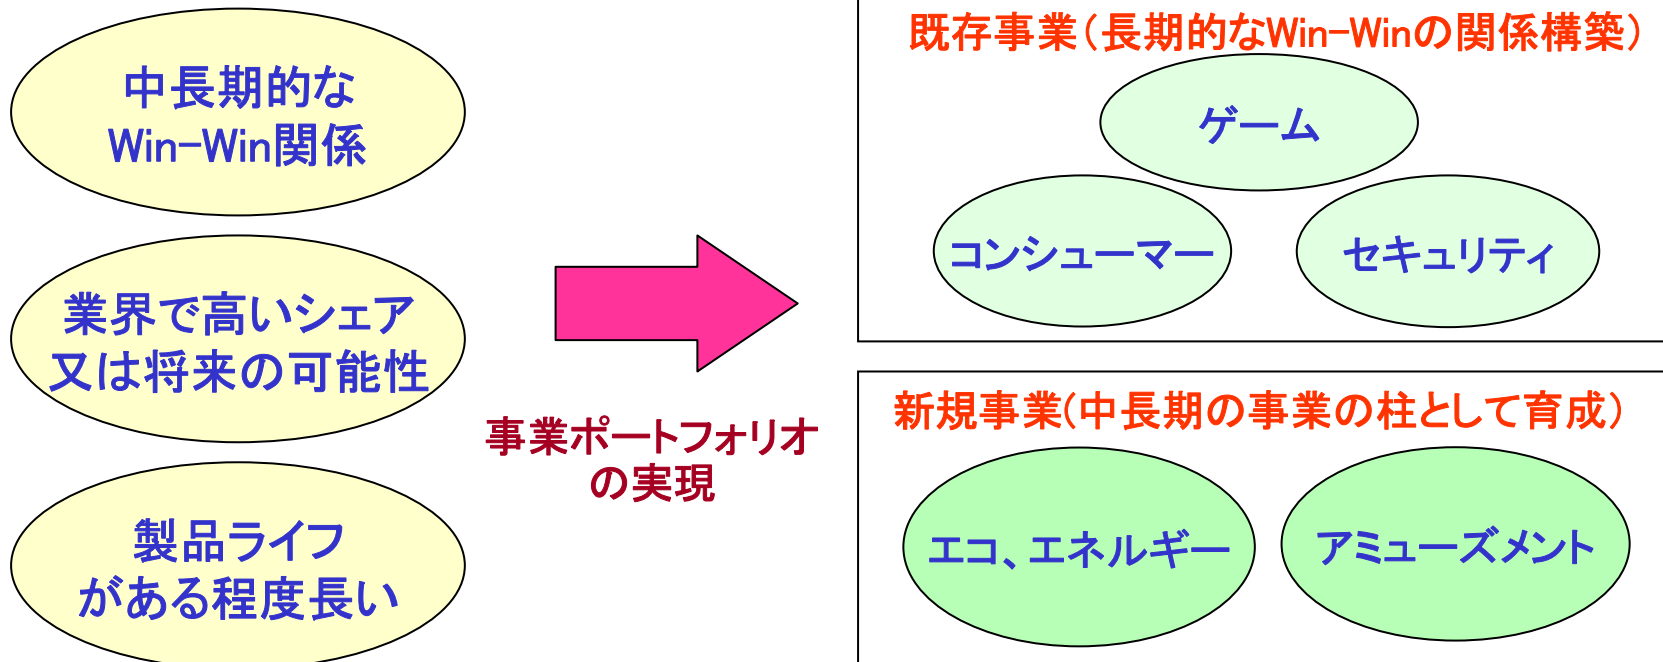 中長期的な
Win-Win関係
業界で高いシェア
又は将来の可能性
製品ライフ
がある程度長い
事業ポートフォリオ
の実現
既存事業(長期的なWin-Winの関係構築)
ゲーム
コンシューマー
セキュリティ
新規事業(中長期の事業の柱として育成)
エコ、エネルギー
アミューズメント